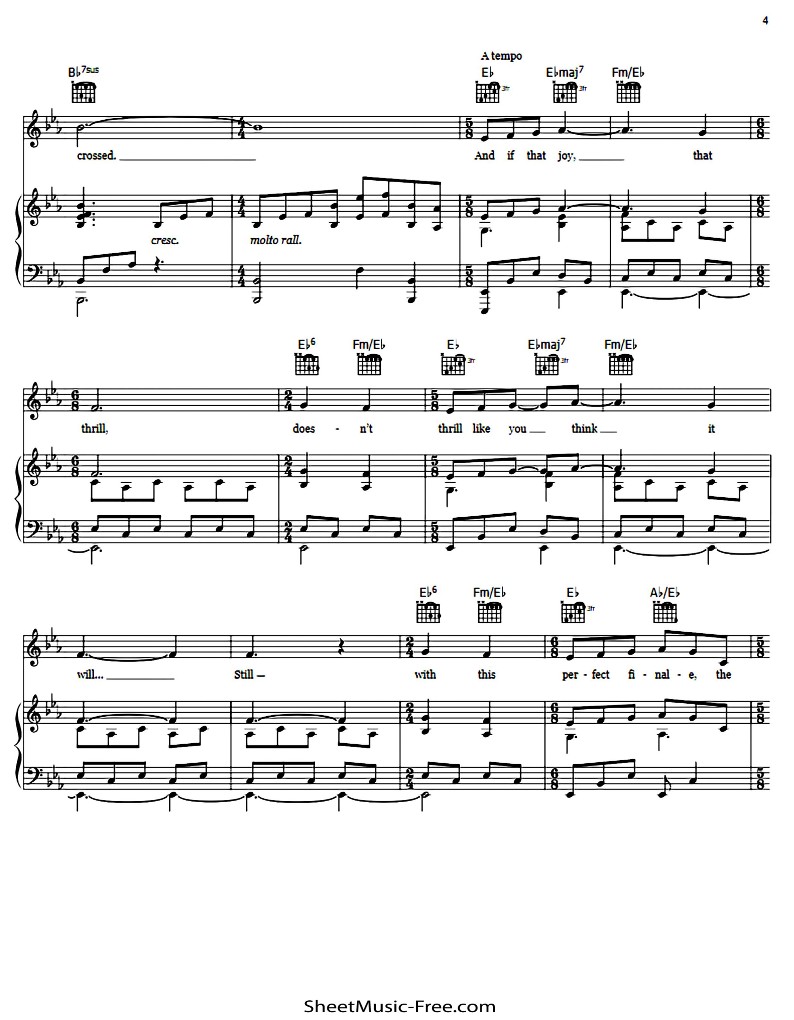 4
A tempo
B♭7sus E♭ E♭maj7 Fm/E♭
3fr 3fr
crossed. And if that joy, that
cresc. molto rall.
E♭6 Fm/E♭ E♭ E♭maj7 Fm/E♭
3fr 3fr
thrill, does - n't thrill like you think it
E♭6 Fm/E♭ E♭ A♭/E♭
3fr
will... Still— with this per - fect fi - nal - e, the
SheetMusic-Free.com